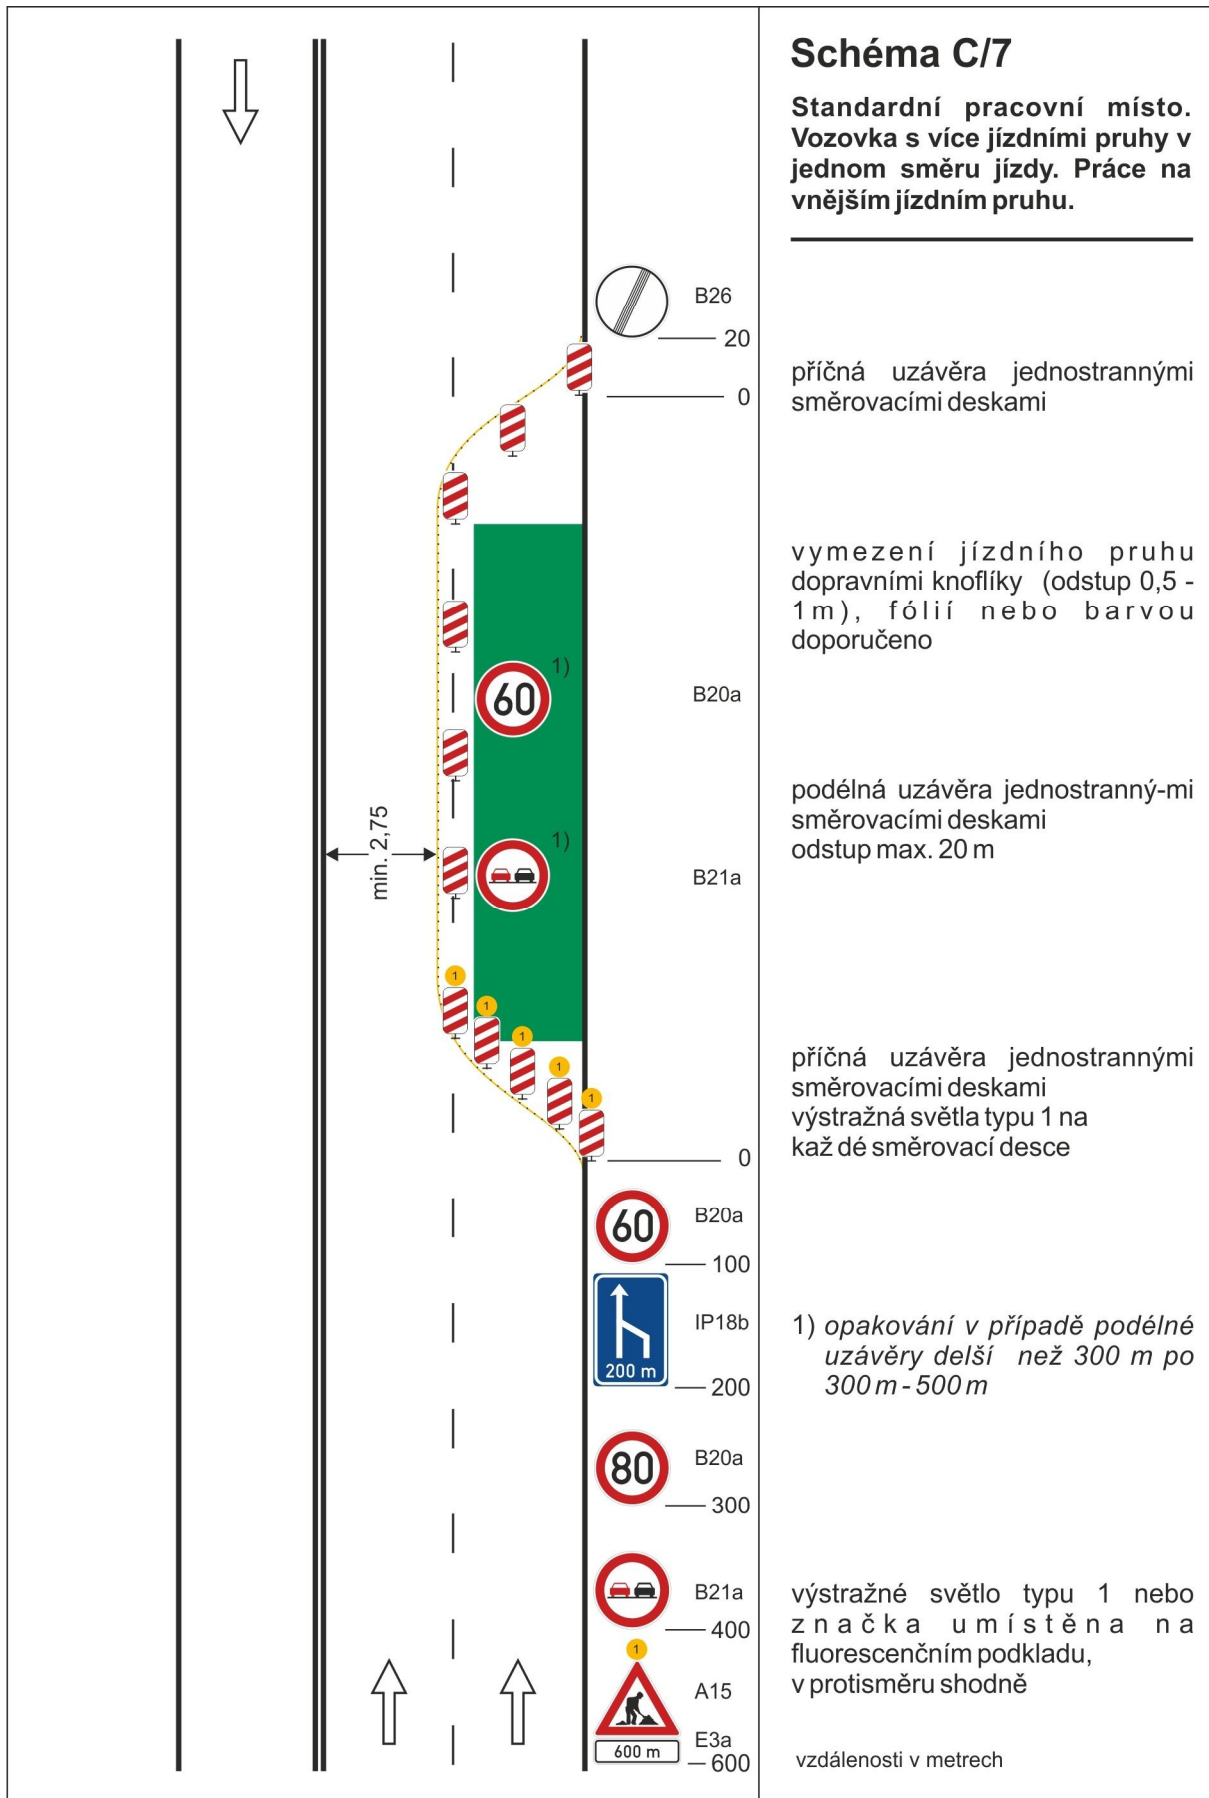 Schéma C/7
Standardní pracovní místo.
Vozovka s více jízdními pruhy v
jednom směru jízdy. Práce na
vnějším jízdním pruhu.
B26
20
0
příčná uzávěra jednostrannými
směrovacími deskami
vymezení jízdního pruhu
dopravními knoflíky (odstup 0,5 -
1m), fólií nebo barvou
doporučeno
1)
60
B20a
podélná uzávěra jednostranný-mi
směrovacími deskami
odstup max. 20 m
min. 2,75
1)
B21a
1
1
1
1
1
příčná uzávěra jednostrannými
směrovacími deskami
výstražná světla typu 1 na
kaž dé směrovací desce
0
60
B20a
100
IP18b
200 m
200
1) opakování v případě podélné
uzávěry delší než 300 m po
300 m - 500 m
80
B20a
300
B21a
400
výstražné světlo typu 1 nebo
značka umístěna na
fluorescenčním podkladu,
v protisměru shodně
1
A15
E3a
600 m
600
vzdálenosti v metrech